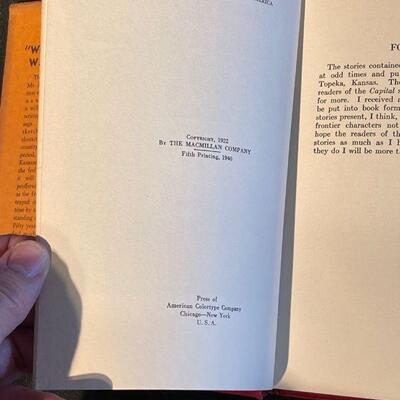 "W
W
COPYRIGHT, 1922
BY THE MACMILLAN COMPANY
Fifth Printing, 1940
Press of
American Colortype Company
Chicago—New York
U. S. A.
FO
The stories contained
at odd times and pu
Topeka, Kansas. The
readers of the Capital s
for more. I received a
be put into book form
stories present, I think,
frontier characters not
hope the readers of th
stories as much as I h
they do I will be more th